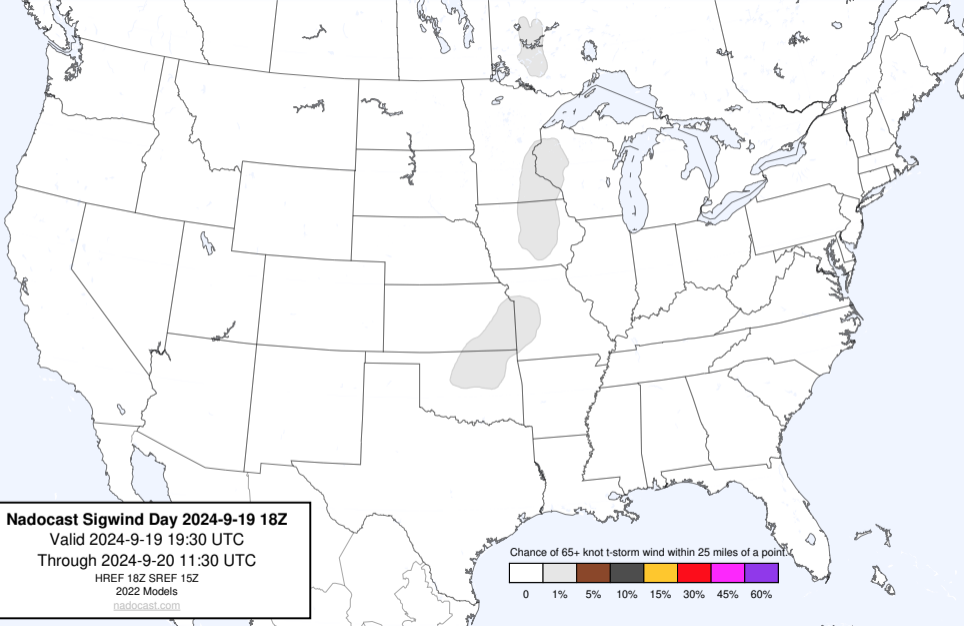 Nadocast Sigwind Day 2024-9-19 18Z
Valid 2024-9-19 19:30 UTC
Through 2024-9-20 11:30 UTC
HREF 18Z SREF 15Z
2022 Models
nadocast.com
Chance of 65+ knot t-storm wind within 25 miles of a point.
0 1% 5% 10% 15% 30% 45% 60%